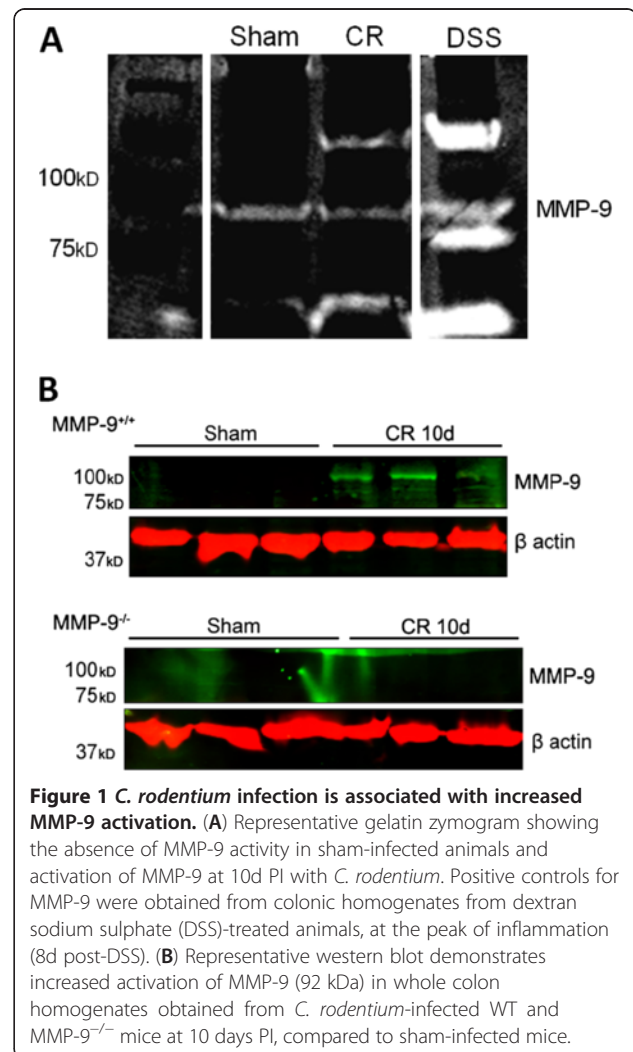 A
Sham CR DSS
100kD
MMP-9
75kD
B
MMP-9+/+
Sham CR 10d
100kD
MMP-9
75kD
β actin
37kD
MMP-9-/-
Sham CR 10d
100kD
MMP-9
75kD
β actin
37kD
Figure 1 C. rodentium infection is associated with increased
MMP-9 activation. (A) Representative gelatin zymogram showing
the absence of MMP-9 activity in sham-infected animals and
activation of MMP-9 at 10d PI with C. rodentium. Positive controls for
MMP-9 were obtained from colonic homogenates from dextran
sodium sulphate (DSS)-treated animals, at the peak of inflammation
(8d post-DSS). (B) Representative western blot demonstrates
increased activation of MMP-9 (92 kDa) in whole colon
homogenates obtained from C. rodentium-infected WT and
MMP-9−/− mice at 10 days PI, compared to sham-infected mice.